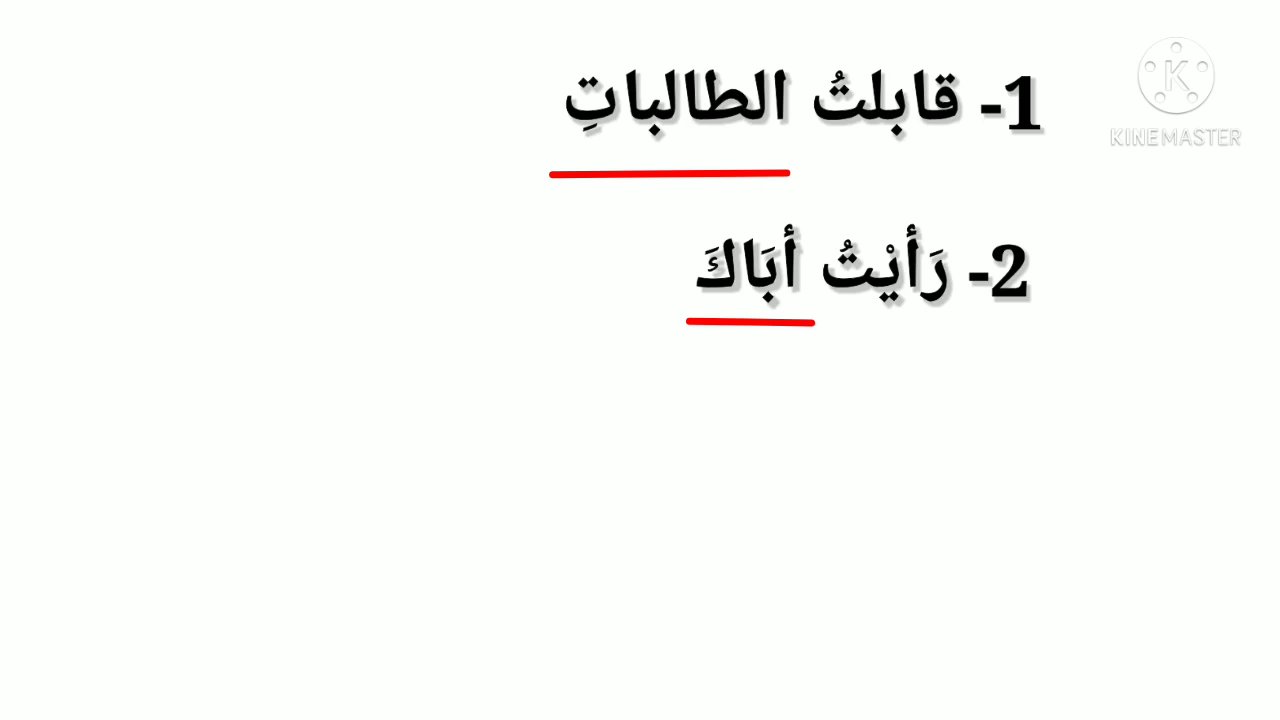 1- قابلتُ الطالباتِ
KINEMASTER
2- رَأيْتُ أبَاكَ